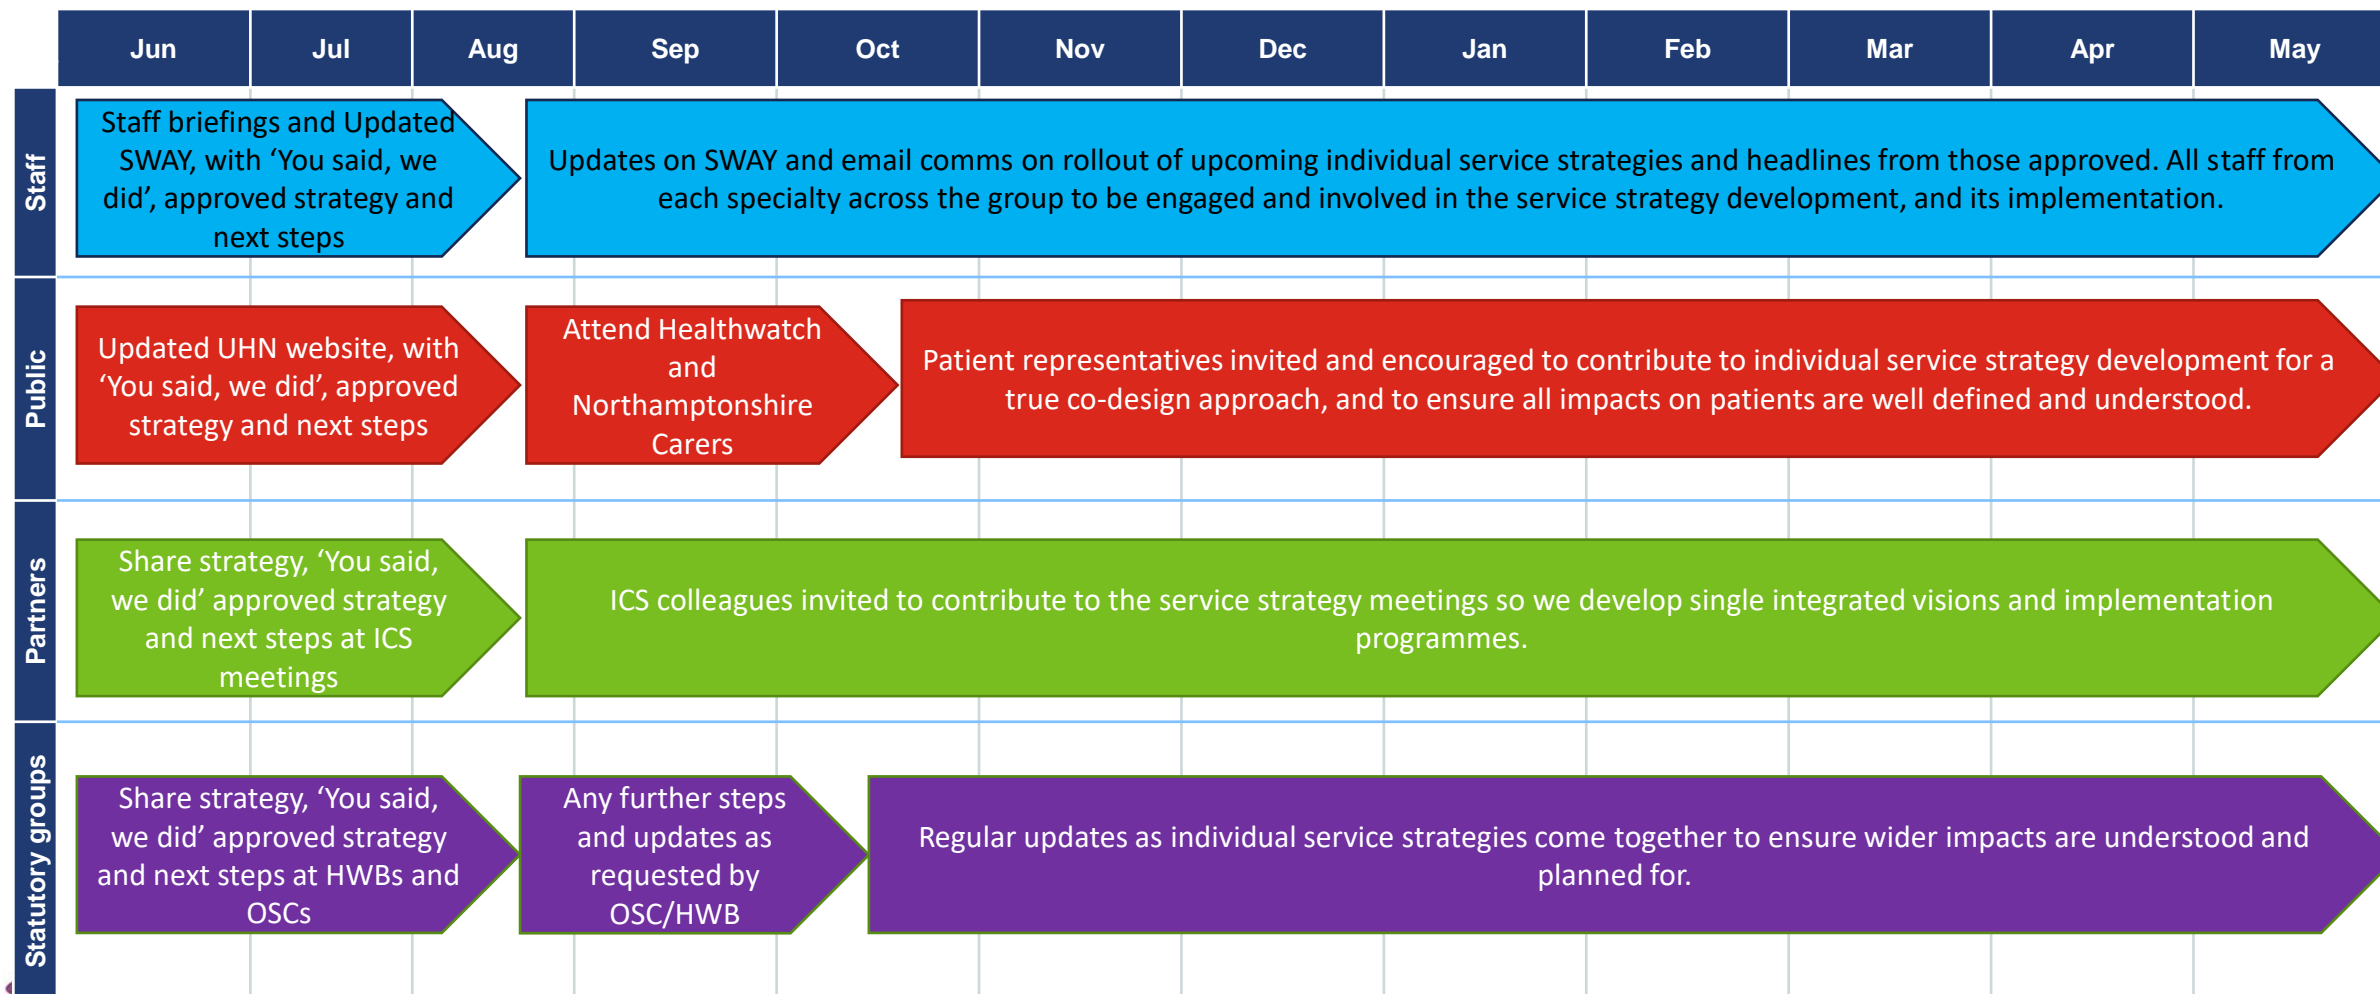 Jun Jul Aug Sep Oct Nov Dec Jan Feb Mar Apr May
Staff
Staff briefings and Updated
SWAY, with ‘You said, we
did’, approved strategy and
next steps
Updates on SWAY and email comms on rollout of upcoming individual service strategies and headlines from those approved. All staff from
each specialty across the group to be engaged and involved in the service strategy development, and its implementation.
Public
Updated UHN website, with
‘You said, we did’, approved
strategy and next steps
Attend Healthwatch
and
Northamptonshire
Carers
Patient representatives invited and encouraged to contribute to individual service strategy development for a
true co-design approach, and to ensure all impacts on patients are well defined and understood.
Partners
Share strategy, ‘You said,
we did’ approved strategy
and next steps at ICS
meetings
ICS colleagues invited to contribute to the service strategy meetings so we develop single integrated visions and implementation
programmes.
Statutory groups
Share strategy, ‘You said,
we did’ approved strategy
and next steps at HWBs and
OSCs
Any further steps
and updates as
requested by
OSC/HWB
Regular updates as individual service strategies come together to ensure wider impacts are understood and
planned for.